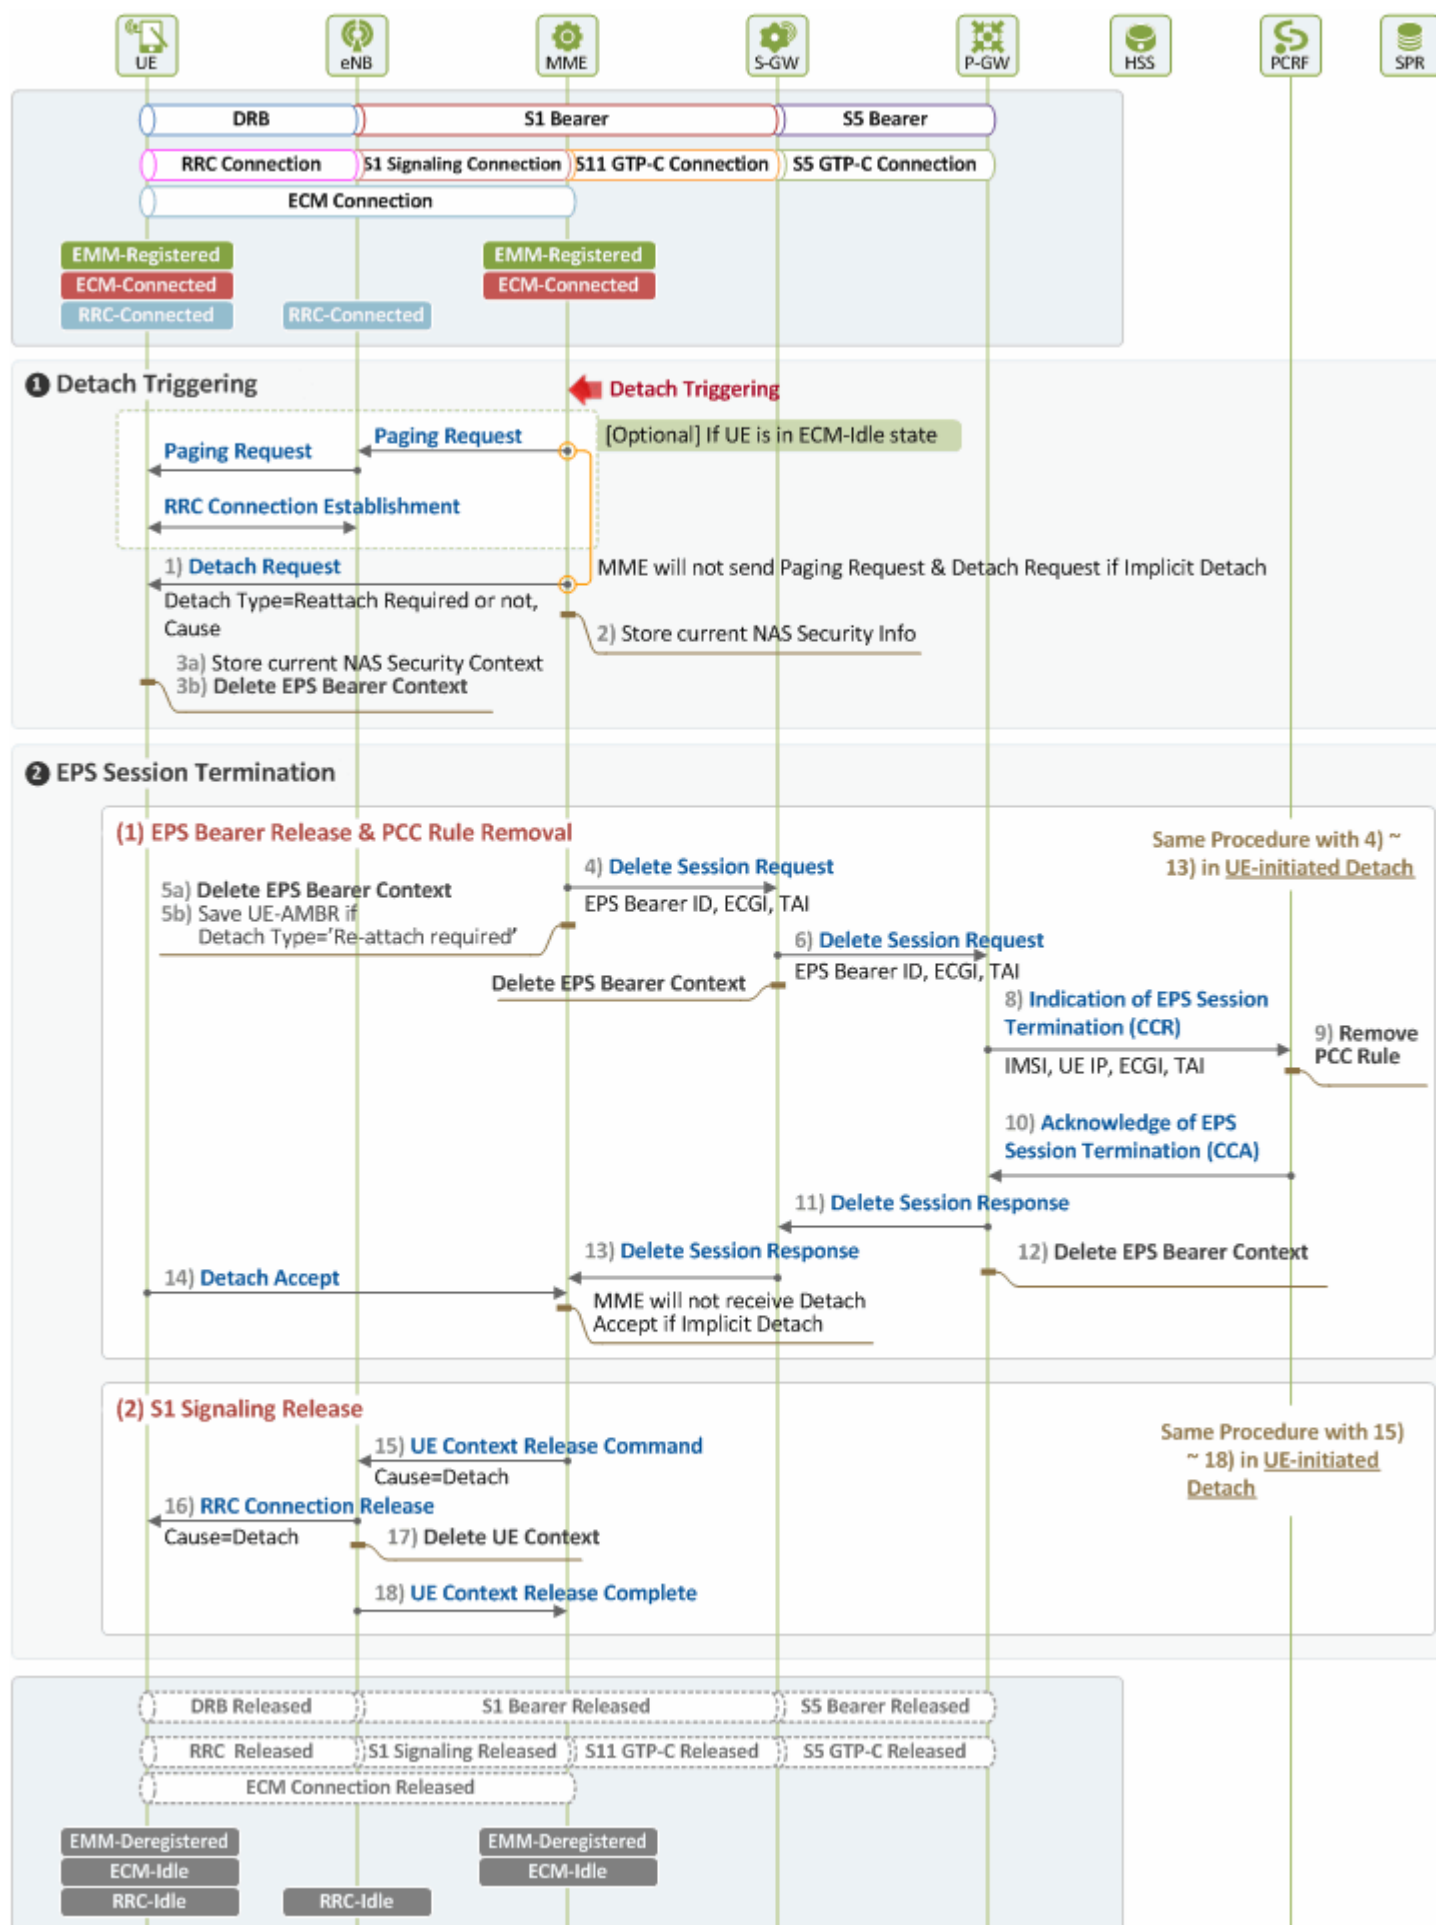 UE eNB MME S-GW P-GW HSS PCRF SPR
DRB S1 Bearer S5 Bearer
RRC Connection S1 Signaling Connection S11 GTP-C Connection S5 GTP-C Connection
ECM Connection
EMM-Registered EMM-Registered
ECM-Connected ECM-Connected
RRC-Connected RRC-Connected
1 Detach Triggering
Detach Triggering
Paging Request
[Optional] If UE is in ECM-Idle state
Paging Request
RRC Connection Establishment
1) Detach Request
MME will not send Paging Request & Detach Request if Implicit Detach
Detach Type=Reattach Required or not,
Cause
2) Store current NAS Security Info
3a) Store current NAS Security Context
3b) Delete EPS Bearer Context
2 EPS Session Termination
(1) EPS Bearer Release & PCC Rule Removal
Same Procedure with 4) ~
13) in UE-initiated Detach
4) Delete Session Request
EPS Bearer ID, ECGI, TAI
5a) Delete EPS Bearer Context
5b) Save UE-AMBR if
Detach Type='Re-attach required'
6) Delete Session Request
EPS Bearer ID, ECGI, TAI
Delete EPS Bearer Context
8) Indication of EPS Session
Termination (CCR)
IMSI, UE IP, ECGI, TAI
9) Remove
PCC Rule
10) Acknowledge of EPS
Session Termination (CCA)
11) Delete Session Response
12) Delete EPS Bearer Context
13) Delete Session Response
14) Detach Accept
MME will not receive Detach
Accept if Implicit Detach
(2) S1 Signaling Release
Same Procedure with 15)
~ 18) in UE-initiated
Detach
15) UE Context Release Command
Cause=Detach
16) RRC Connection Release
Cause=Detach
17) Delete UE Context
18) UE Context Release Complete
DRB Released S1 Bearer Released S5 Bearer Released
RRC Released S1 Signaling Released S11 GTP-C Released S5 GTP-C Released
ECM Connection Released
EMM-Deregistered EMM-Deregistered
ECM-Idle ECM-Idle
RRC-Idle RRC-Idle